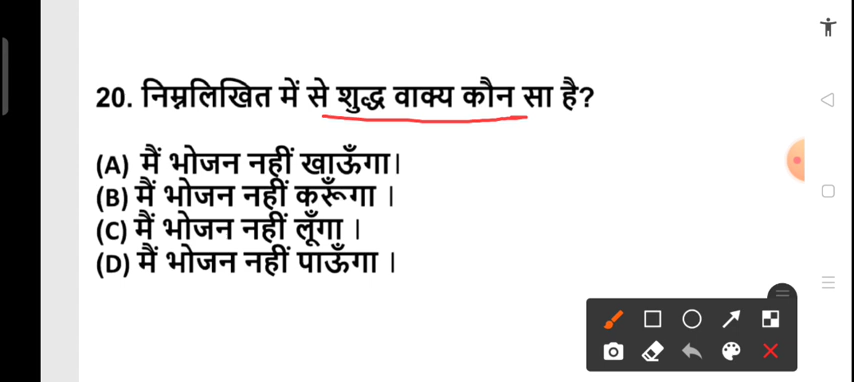 20. निम्नलिखित में से शुद्ध वाक्य कौन सा है?
(A) मैं भोजन नहीं खाऊँगा।
(B) मैं भोजन नहीं करूँगा ।
(C) मैं भोजन नहीं लूँगा ।
(D) मैं भोजन नहीं पाऊँगा ।